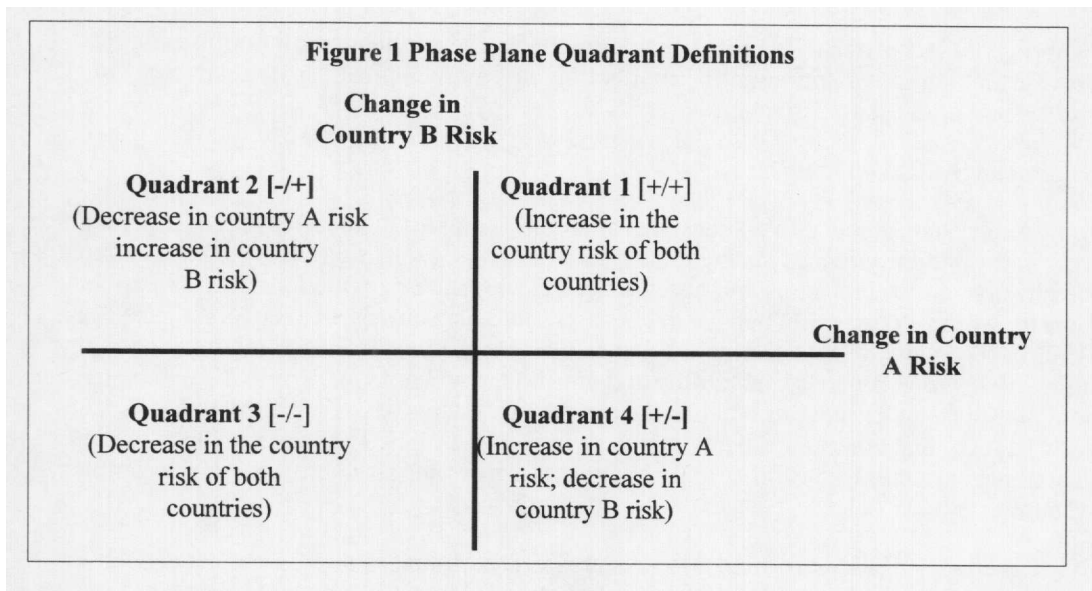 Figure 1 Phase Plane Quadrant Definitions
Change in
Country B Risk
Quadrant 2 [-/+]
(Decrease in country A risk
increase in country
B risk)
Quadrant 1 [+/+]
(Increase in the
country risk of both
countries)
Change in Country
A Risk
Quadrant 3 [-/-]
(Decrease in the country
risk of both
countries)
Quadrant 4 [+/-]
(Increase in country A
risk; decrease in
country B risk)